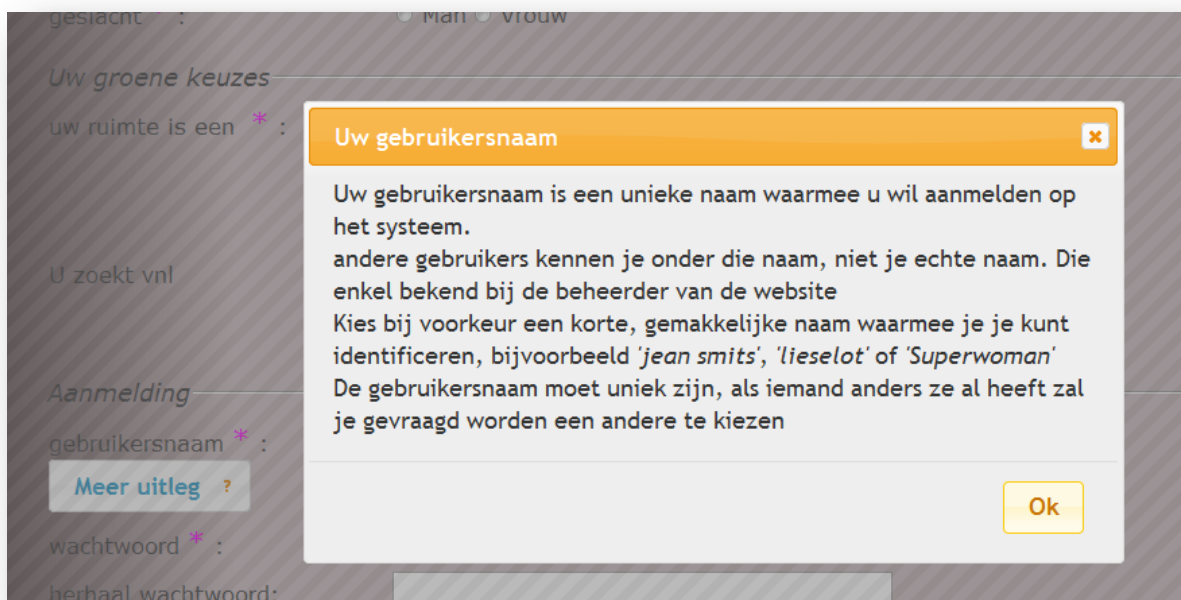 geslacht * : Man Vrouw
Uw groene keuzes
uw ruimte is een * :
Uw gebruikersnaam
Uw gebruikersnaam is een unieke naam waarmee u wil aanmelden op
het systeem.
andere gebruikers kennen je onder die naam, niet je echte naam. Die
enkel bekend bij de beheerder van de website
Kies bij voorkeur een korte, gemakkelijke naam waarmee je je kunt
identificeren, bijvoorbeeld 'jean smits', 'lieselot' of 'Superwoman'
De gebruikersnaam moet uniek zijn, als iemand anders ze al heeft zal
je gevraagd worden een andere te kiezen
Ok
U zoekt vnl
Aanmelding
gebruikersnaam * :
Meer uitleg ?
wachtwoord * :
herhaal wachtwoord: